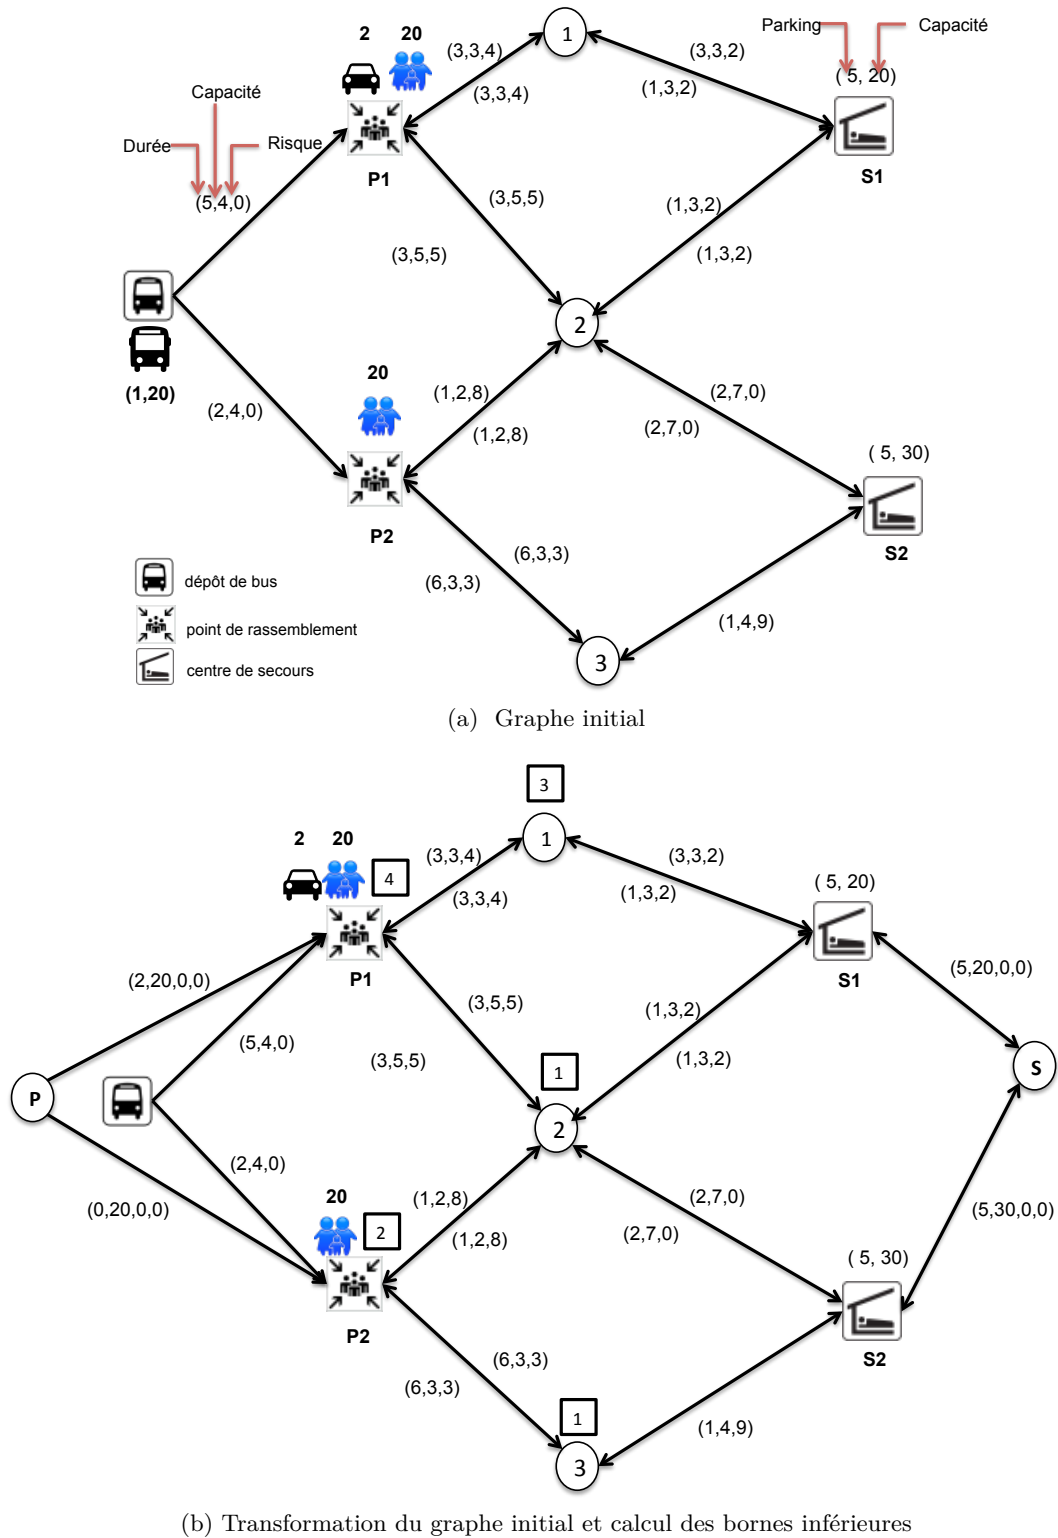 1
2 20
(3,3,4)
(3,3,2)
Parking
Capacité
( 5, 20)
(3,3,4)
(1,3,2)
Capacité
Durée
Risque
P1
S1
(5,4,0)
(3,5,5)
(1,3,2)
(3,5,5)
(1,3,2)
2
(1,20)
20
(1,2,8)
(2,7,0)
(2,4,0)
(1,2,8)
(2,7,0)
( 5, 30)
P2
(6,3,3)
S2
(6,3,3)
dépôt de bus
(1,4,9)
point de rassemblement
3
centre de secours
(a) Graphe initial
3
2 20
1
(3,3,4)
(3,3,2)
4
(3,3,4)
(1,3,2)
( 5, 20)
P1
S1
(2,20,0,0)
(5,20,0,0)
(3,5,5)
(1,3,2)
(5,4,0)
(3,5,5)
(1,3,2)
1
S
P
2
(2,4,0)
20
(1,2,8)
(2,7,0)
(0,20,0,0)
2
(1,2,8)
(2,7,0)
(5,30,0,0)
( 5, 30)
P2
S2
(6,3,3)
(6,3,3)
1
(1,4,9)
3
(b) Transformation du graphe initial et calcul des bornes inférieures